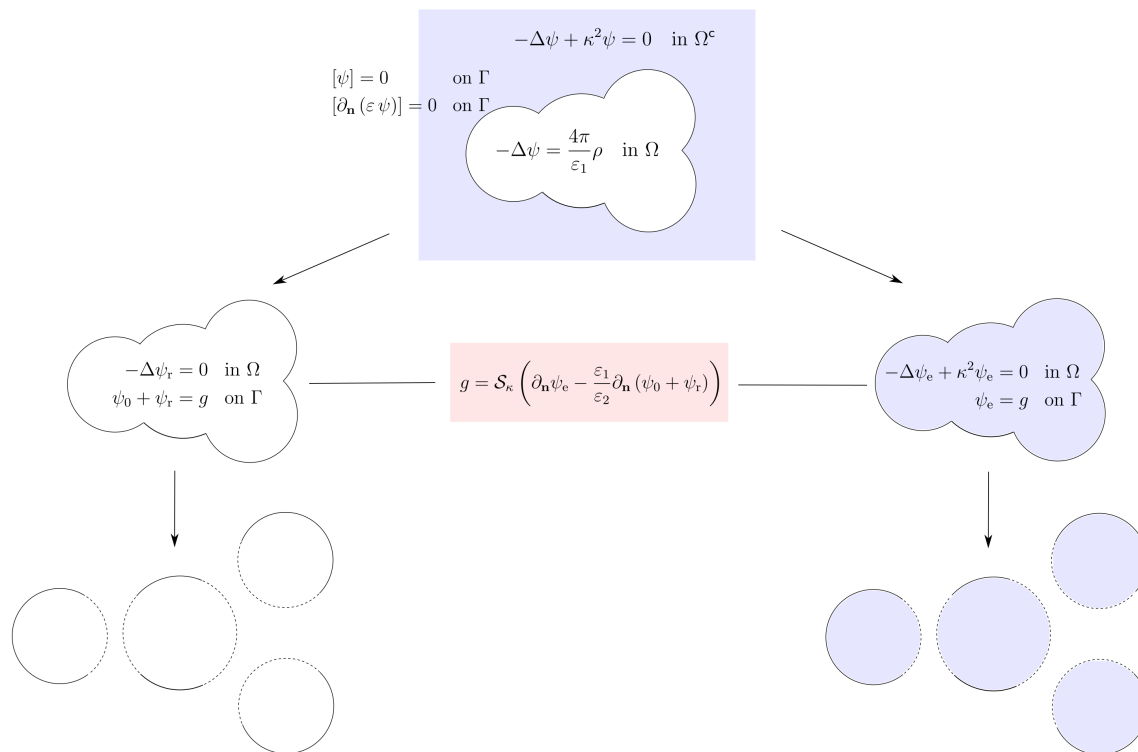 −Δψ + κ²ψ = 0 in Ωᶜ
[ψ] = 0 on Γ
[∂ₙ (ε ψ)] = 0 on Γ
−Δψ = 4π/ε₁ ρ in Ω
−Δψᵣ = 0 in Ω
ψ₀ + ψᵣ = g on Γ
g = 𝒮_κ (∂ₙψₑ − ε₁/ε₂ ∂ₙ (ψ₀ + ψᵣ))
−Δψₑ + κ²ψₑ = 0 in Ω
ψₑ = g on Γ